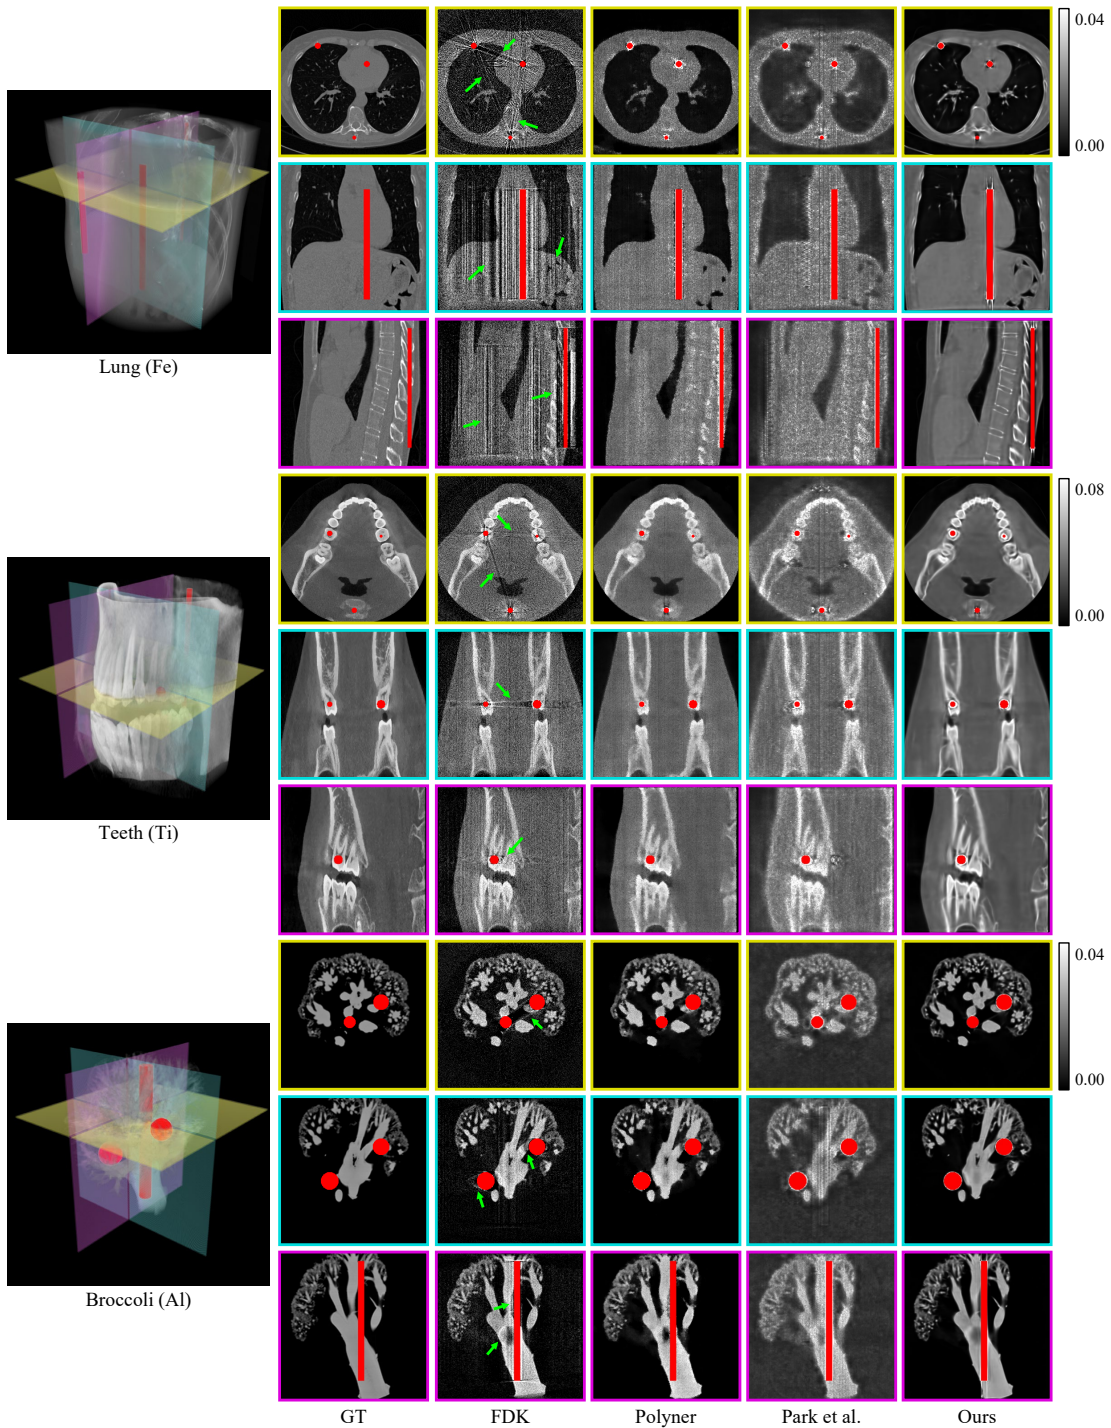 0.04
0.00
Lung (Fe)
0.08
0.00
Teeth (Ti)
0.04
0.00
Broccoli (Al)
GT
FDK
Polyner
Park et al.
Ours